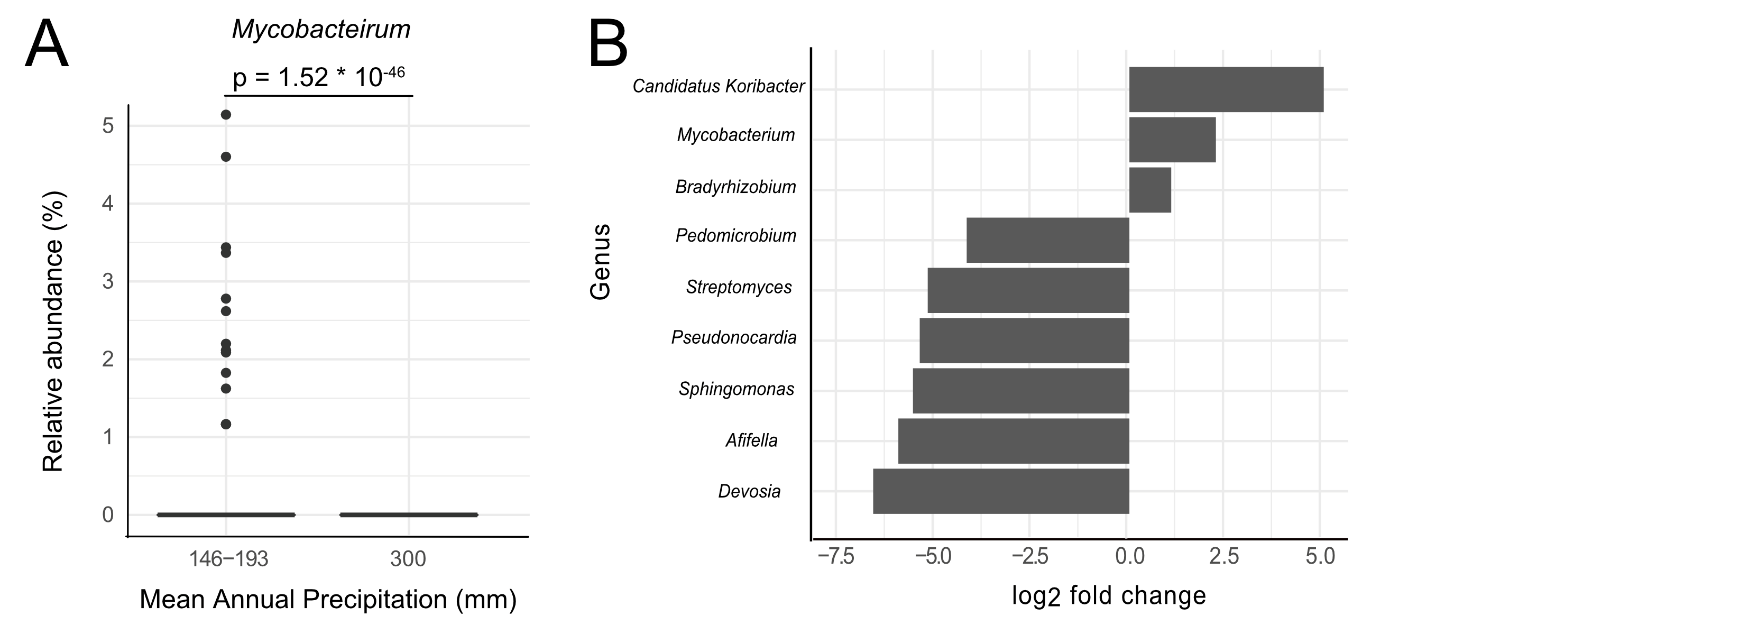 A
Mycobacteirum
p = 1.52 * 10-46
Relative abundance (%)
5
4
3
2
1
0
146−193
300
Mean Annual Precipitation (mm)
B
Genus
Candidatus Koribacter
Mycobacterium
Bradyrhizobium
Pedomicrobium
Streptomyces
Pseudonocardia
Sphingomonas
Afifella
Devosia
−7.5
−5.0
−2.5
0.0
2.5
5.0
log2 fold change